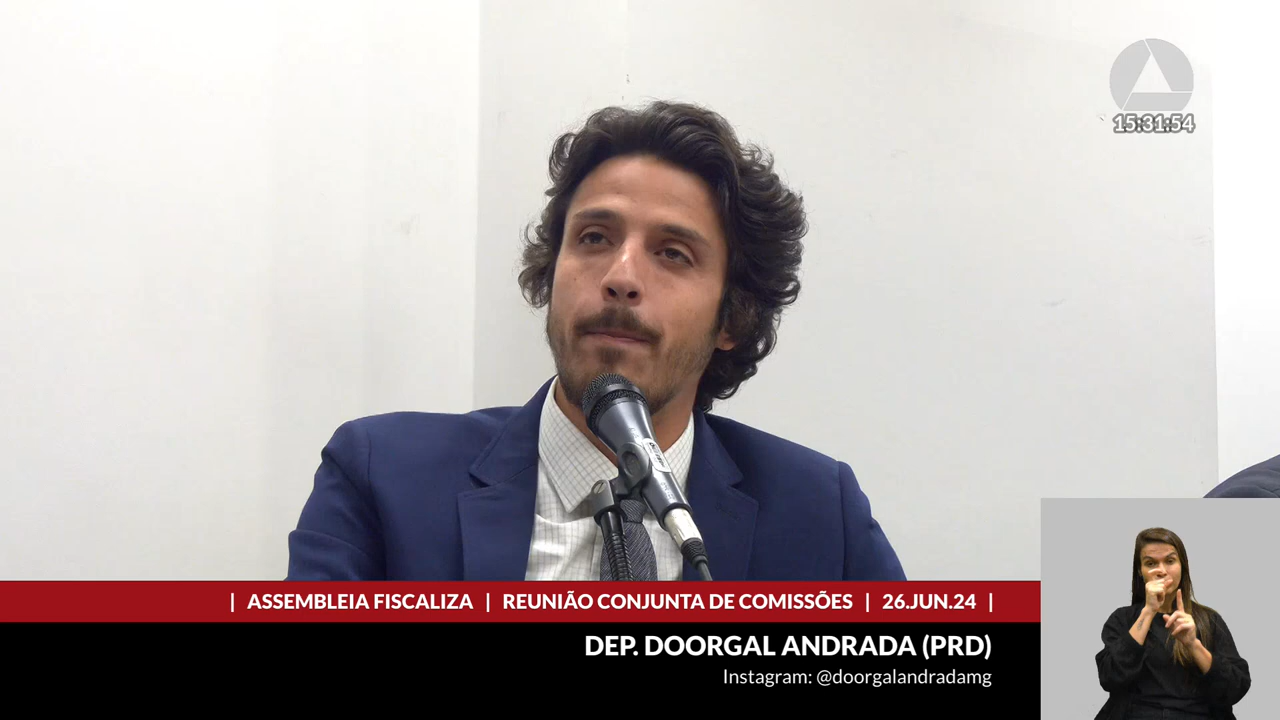 15:31:54
| ASSEMBLEIA FISCALIZA | REUNIÃO CONJUNTA DE COMISSÕES | 26.JUN.24 |
DEP. DOORGAL ANDRADA (PRD)
Instagram: @doorgalandradamg